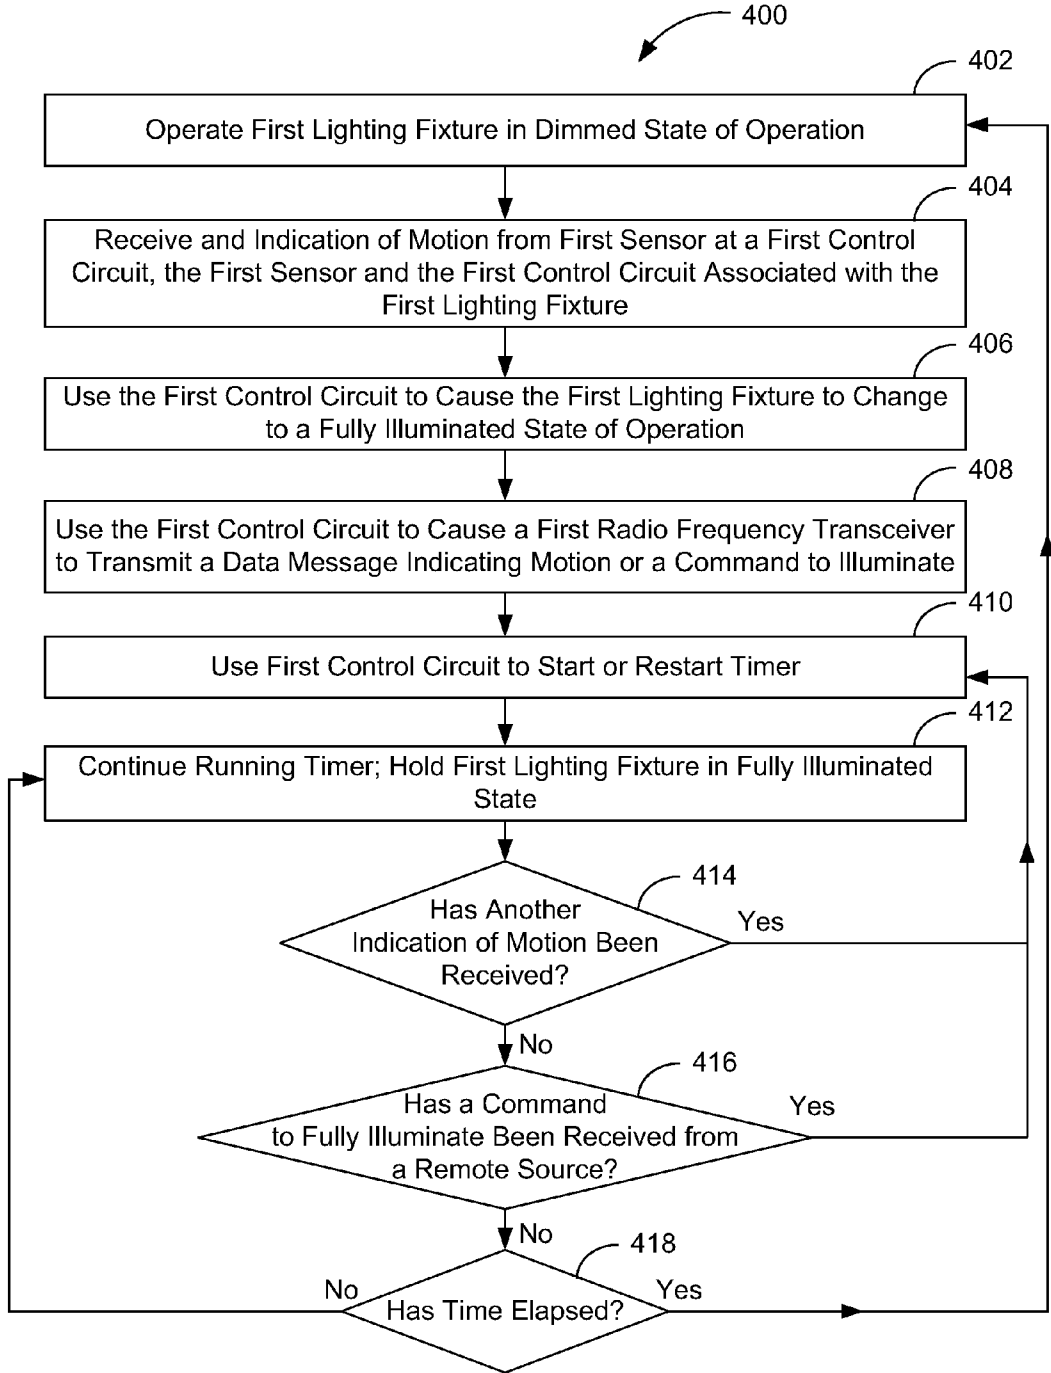 400
402
Operate First Lighting Fixture in Dimmed State of Operation
404
Receive and Indication of Motion from First Sensor at a First Control
Circuit, the First Sensor and the First Control Circuit Associated with the
First Lighting Fixture
406
Use the First Control Circuit to Cause the First Lighting Fixture to Change
to a Fully Illuminated State of Operation
408
Use the First Control Circuit to Cause a First Radio Frequency Transceiver
to Transmit a Data Message Indicating Motion or a Command to Illuminate
410
Use First Control Circuit to Start or Restart Timer
412
Continue Running Timer; Hold First Lighting Fixture in Fully Illuminated
State
414
Has Another
Indication of Motion Been
Received?
Yes
No
416
Has a Command
to Fully Illuminate Been Received from
a Remote Source?
Yes
No
418
Has Time Elapsed?
No
Yes